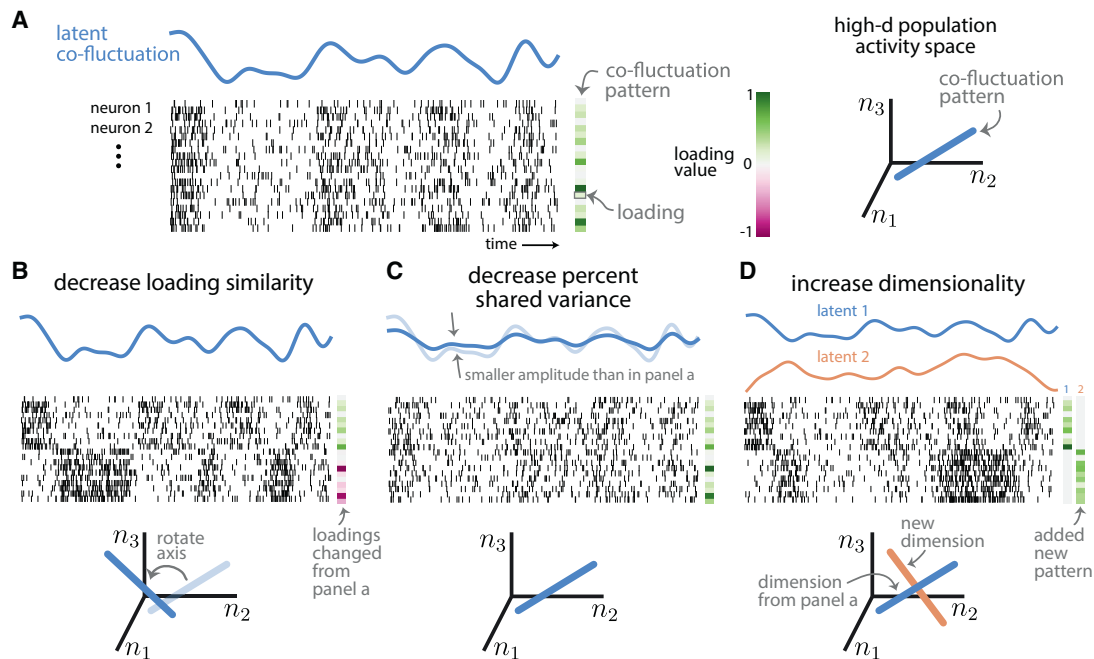 A
latent
co-fluctuation
neuron 1
neuron 2
time
co-fluctuation
pattern
loading
1
loading
value
0
-1
high-d population
activity space
co-fluctuation
pattern
n3
n2
n1
B
decrease loading similarity
loadings
changed
from
panel a
n3
rotate
axis
n2
n1
C
decrease percent
shared variance
smaller amplitude than in panel a
n3
n2
n1
D
increase dimensionality
latent 1
latent 2
1 2
added
new
pattern
new
dimension
n3
dimension
from panel a
n2
n1